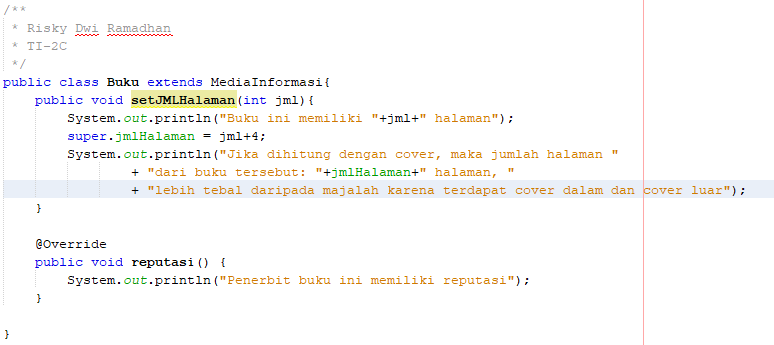 /**
 * Risky Dwi Ramadhan
 * TI-2C
 */
public class Buku extends MediaInformasi{
    public void setJMLHalaman(int jml){
        System.out.println("Buku ini memiliki "+jml+" halaman");
        super.jmlHalaman = jml+4;
        System.out.println("Jika dihitung dengan cover, maka jumlah halaman "
                + "dari buku tersebut: "+jmlHalaman+" halaman, "
                + "lebih tebal daripada majalah karena terdapat cover dalam dan cover luar");
    }
    @Override
    public void reputasi() {
        System.out.println("Penerbit buku ini memiliki reputasi");
    }
}